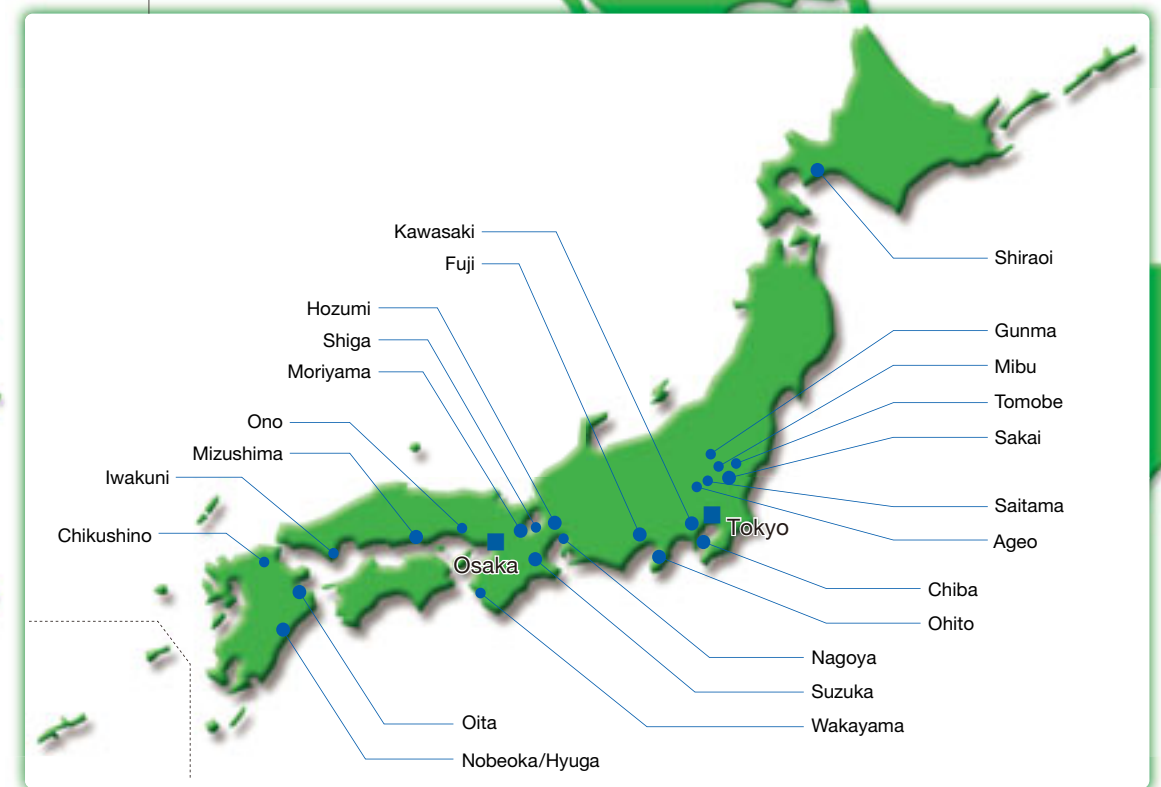 Kawasaki
Fuji
Hozumi
Shiga
Moriyama
Ono
Mizushima
Iwakuni
Chikushino
Shiraoi
Gunma
Mibu
Tomobe
Sakai
Saitama
Ageo
Tokyo
Osaka
Chiba
Ohito
Nagoya
Suzuka
Wakayama
Oita
Nobeoka/Hyuga